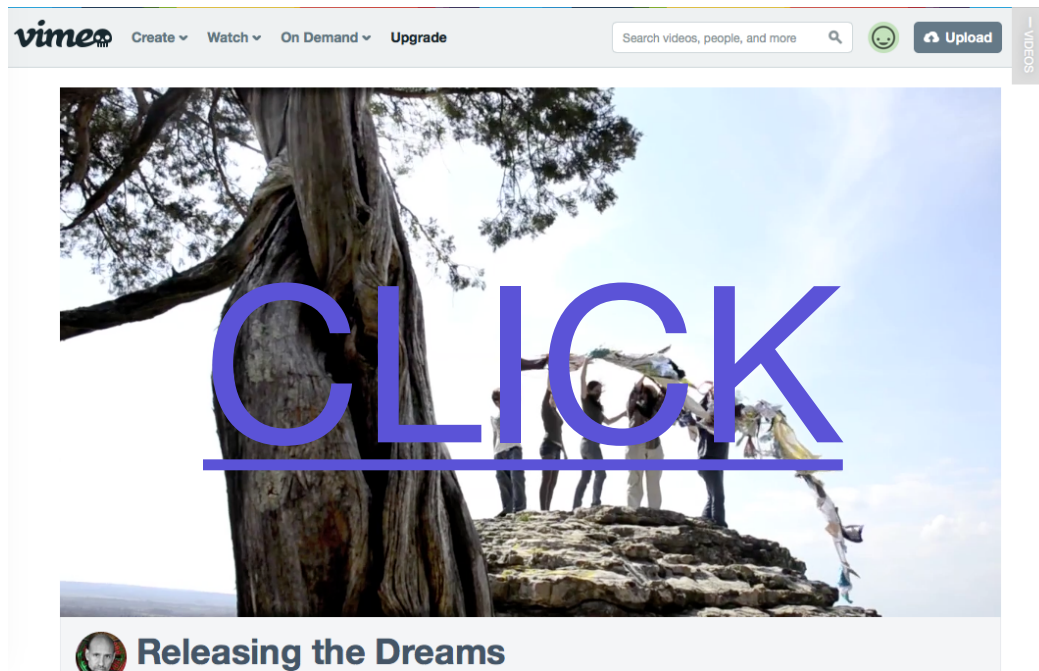 vimeo Create Watch On Demand Upgrade Search videos, people, and more Upload
VIDEOS
CLICK
Releasing the Dreams